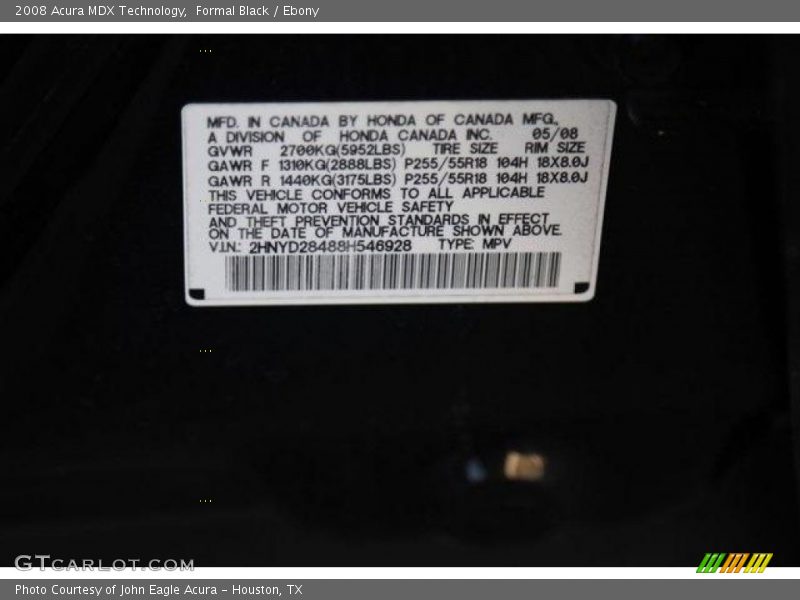 2008 Acura MDX Technology,  Formal Black / Ebony
MFD. IN CANADA BY HONDA OF CANADA MFG.,
A DIVISION OF HONDA CANADA INC. 05/08
GVWR 2700KG(5952LBS) TIRE SIZE RIM SIZE
GAWR F 1310KG(2888LBS) P255/55R18 104H 18X8.0J
GAWR R 1440KG(3175LBS) P255/55R18 104H 18X8.0J
THIS VEHICLE CONFORMS TO ALL APPLICABLE
FEDERAL MOTOR VEHICLE SAFETY
AND THEFT PREVENTION STANDARDS IN EFFECT
ON THE DATE OF MANUFACTURE SHOWN ABOVE.
V.I.N.: 2HNYD28488H546928 TYPE: MPV
GTCARLOT.COM
Photo Courtesy of John Eagle Acura - Houston, TX